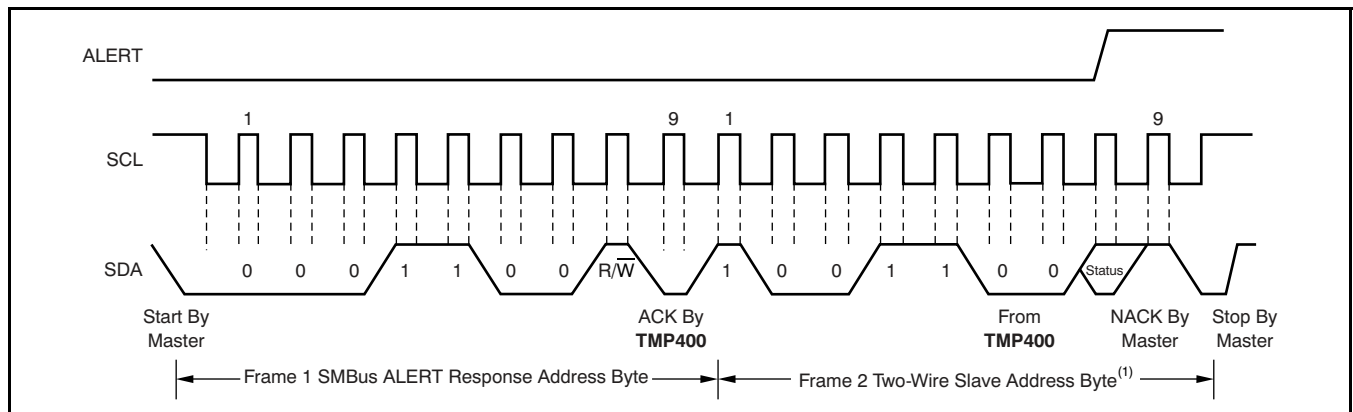 ALERT
1 9 1 9
SCL
SDA 0 0 0 1 1 0 0 R/W̅ 1 0 0 1 1 0 0 Status
Start By Master
ACK By TMP400
From TMP400
NACK By Master
Stop By Master
Frame 1 SMBus ALERT Response Address Byte
Frame 2 Two-Wire Slave Address Byte(1)